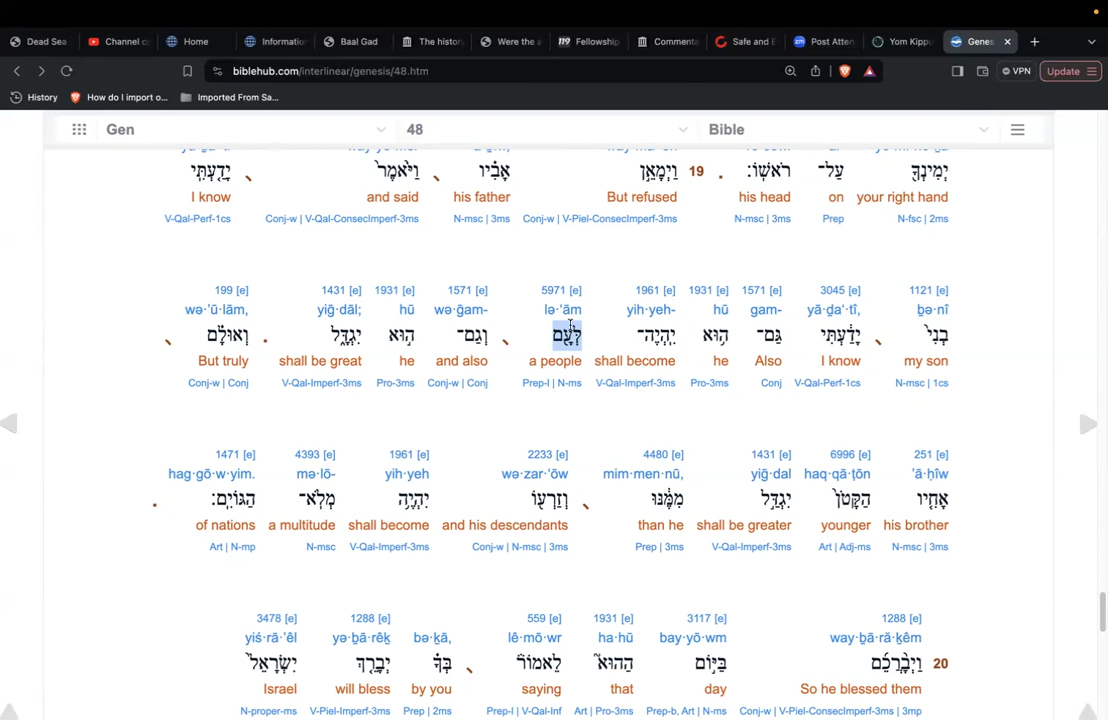 Dead Sea Channel c Home Informatio Baal Gad The history Were the a 119 Fellowship Commenta Safe and E zm Post Atten Yom Kippu Genes
biblehub.com/interlinear/genesis/48.htm VPN Update
History How do I import o... Imported From Sa...
Gen 48 Bible
יָדַ֤עְתִּֽי 、 וַיֹּ֙אמֶר֙ 、 אָבִ֗יו וַיְמָאֵ֣ן 19 . רֹאשֽׁוֹ׃ עַל־ יְמִינְךָ֖
I know and said his father But refused his head on your right hand
V-Qal-Perf-1cs Conj-w | V-Qal-ConsecImperf-3ms N-msc | 3ms Conj-w | V-Piel-ConsecImperf-3ms N-msc | 3ms Prep N-fsc | 2ms
199 [e] 1431 [e] 1931 [e] 1571 [e] 5971 [e] 1961 [e] 1931 [e] 1571 [e] 3045 [e] 1121 [e]
wə·’ū·lām, yiḡ·dāl; hū wə·ḡam- lə·‘ām yih·yeh- hū gam- yā·ḏa‘·tî, ḇə·nî
、 וְאוּלָ֗ם . יִגְדָּ֑ל ה֣וּא וְגַם־ 、 לְּעָ֖ם יִֽהְיֶה־ ה֥וּא גַּם־ יָדַ֔עְתִּי 、 בְנִי֙
But truly shall be great he and also a people shall become he Also I know my son
Conj-w | Conj V-Qal-Imperf-3ms Pro-3ms Conj-w | Conj Prep-l | N-ms V-Qal-Imperf-3ms Pro-3ms Conj V-Qal-Perf-1cs N-msc | 1cs
1471 [e] 4393 [e] 1961 [e] 2233 [e] 4480 [e] 1431 [e] 6996 [e] 251 [e]
hag·gō·w·yim. mə·lō- yih·yeh wə·zar·‘ōw mim·men·nū, yiḡ·dal haq·qā·ṭōn ’ā·ḥîw
. הַגּוֹיִֽם׃ מְלֹֽא־ יִהְיֶ֥ה וְזַרְע֖וֹ 、 מִמֶּ֔נּוּ יִגְדַּ֣ל הַקָּטֹן֙ אָחִ֤יו
of nations a multitude shall become and his descendants than he shall be greater younger his brother
Art | N-mp N-msc V-Qal-Imperf-3ms Conj-w | N-msc | 3ms Prep | 3ms V-Qal-Imperf-3ms Art | Adj-ms N-msc | 3ms
3478 [e] 1288 [e] 559 [e] 1931 [e] 3117 [e] 1288 [e]
yiś·rā·’êl yə·ḇā·rêḵ bə·ḵā, lê·mō·wr ha·hū bay·yō·wm way·ḇā·ră·ḵêm
יִשְׂרָאֵל֙ יְבָרֵ֤ךְ בְּךָ֗ 、 לֵאמוֹר֒ הַהוּא֮ בַּיּ֣וֹם וַיְבָ֨רֲכֵ֜ם 20
Israel will bless by you saying that day So he blessed them
N-proper-ms V-Piel-Imperf-3ms Prep | 2ms Prep-l | V-Qal-Inf Art | Pro-3ms Prep-b, Art | N-ms Conj-w | V-Piel-ConsecImperf-3ms | 3mp